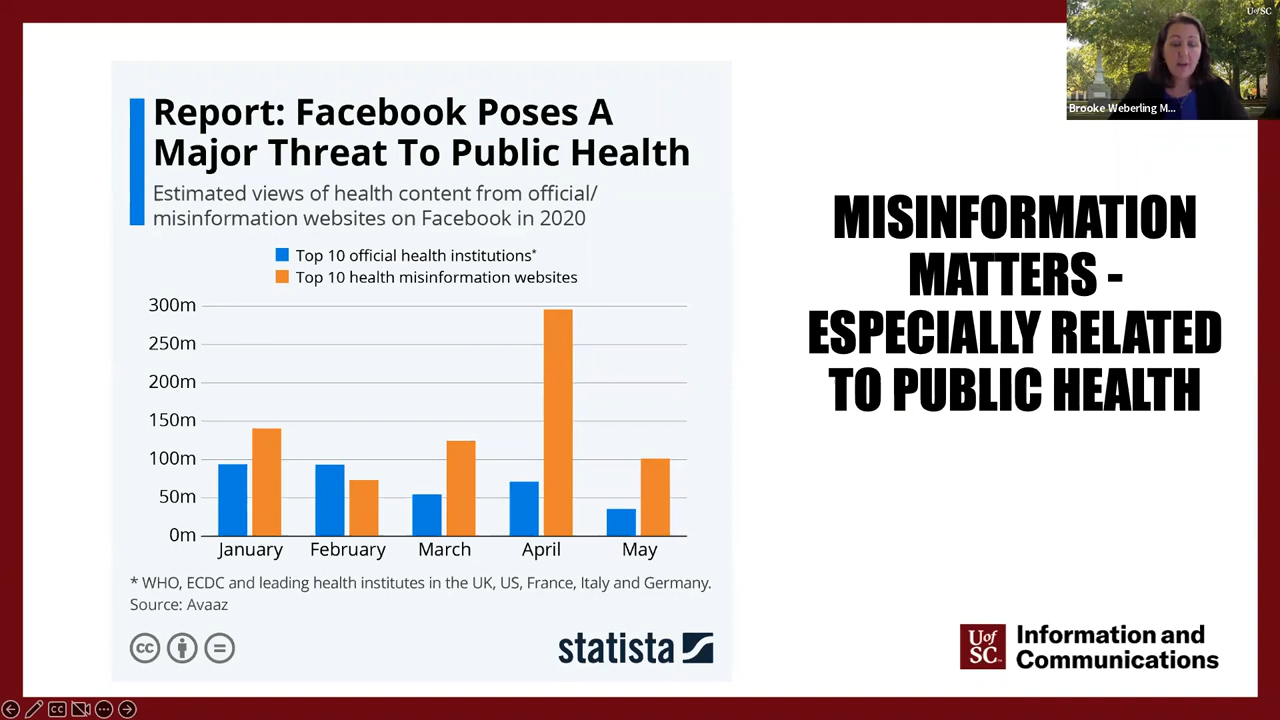 UofSC
Brooke Weberling M...
Report: Facebook Poses A
Major Threat To Public Health
Estimated views of health content from official/
misinformation websites on Facebook in 2020
Top 10 official health institutions*
Top 10 health misinformation websites
300m
250m
200m
150m
100m
50m
0m
January February March April May
* WHO, ECDC and leading health institutes in the UK, US, France, Italy and Germany.
Source: Avaaz
cc
statista
MISINFORMATION
MATTERS -
ESPECIALLY RELATED
TO PUBLIC HEALTH
UofSC
Information and
Communications
CC